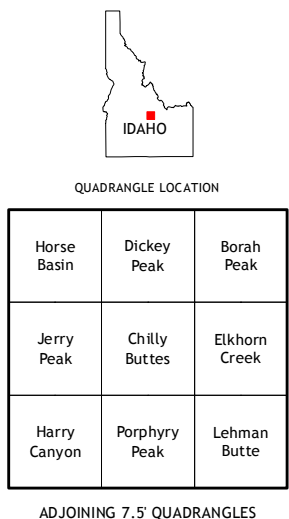 IDAHO
QUADRANGLE LOCATION
Horse
Basin
Dickey
Peak
Borah
Peak
Jerry
Peak
Chilly
Buttes
Elkhorn
Creek
Harry
Canyon
Porphyry
Peak
Lehman
Butte
ADJOINING 7.5' QUADRANGLES